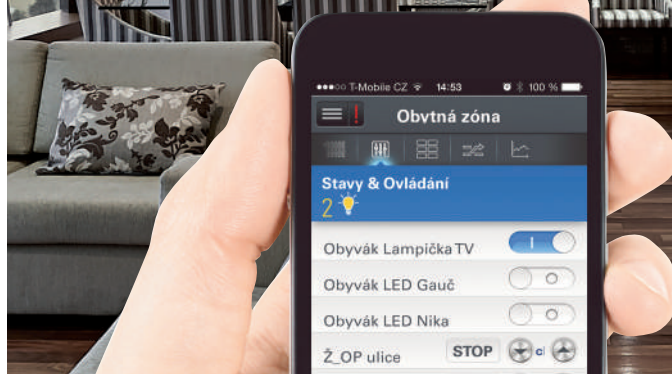 T-Mobile CZ 14:53 100 %
Obytná zóna
Stavy & Ovládání
2
Obyvák Lampička TV
Obyvák LED Gauč
Obyvák LED Nika
Ž_OP ulice STOP